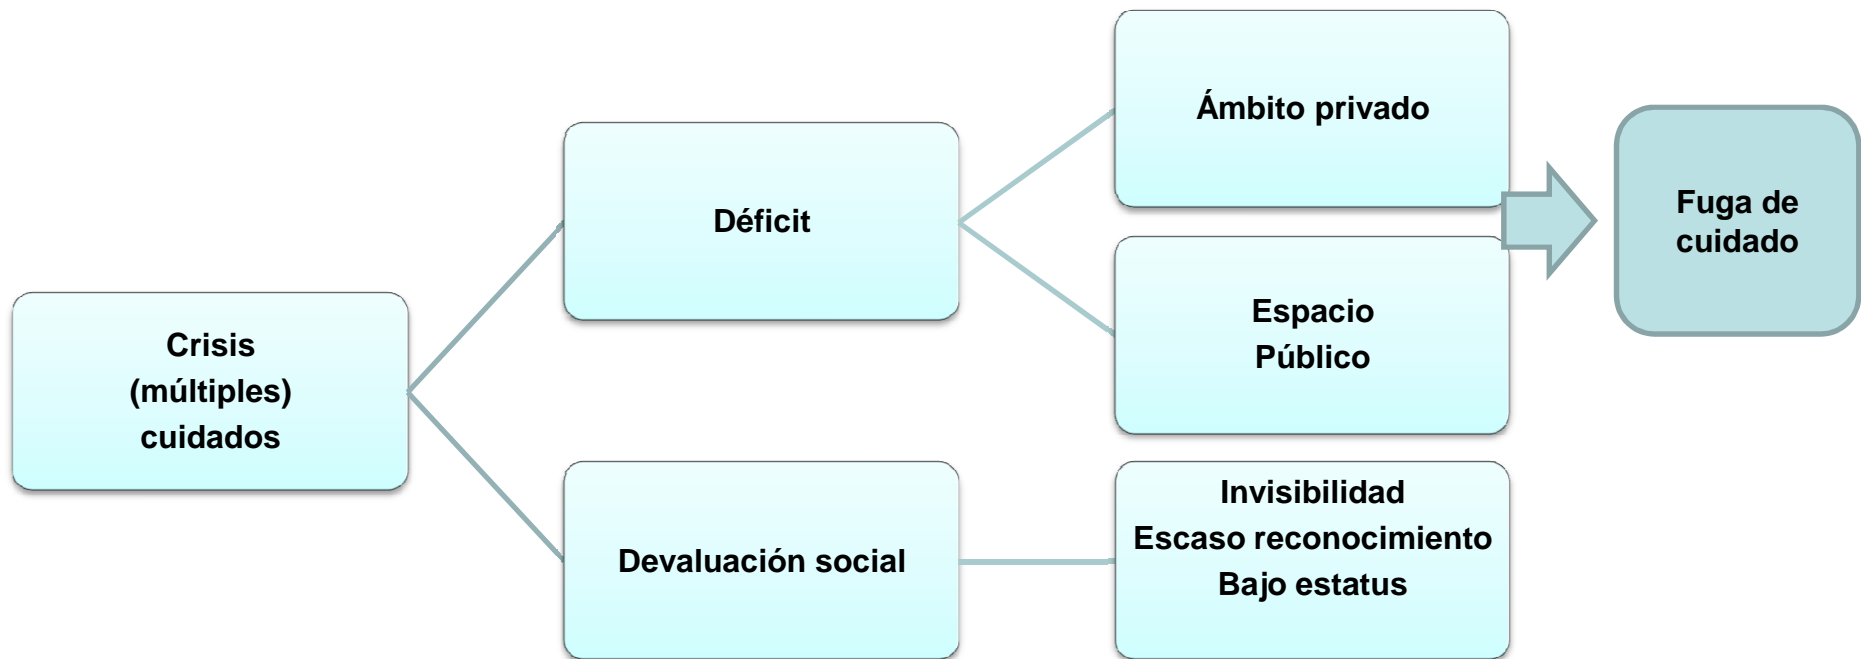 Crisis
(múltiples)
cuidados
Déficit
Ámbito privado
Espacio
Público
Fuga de
cuidado
Devaluación social
Invisibilidad
Escaso reconocimiento
Bajo estatus